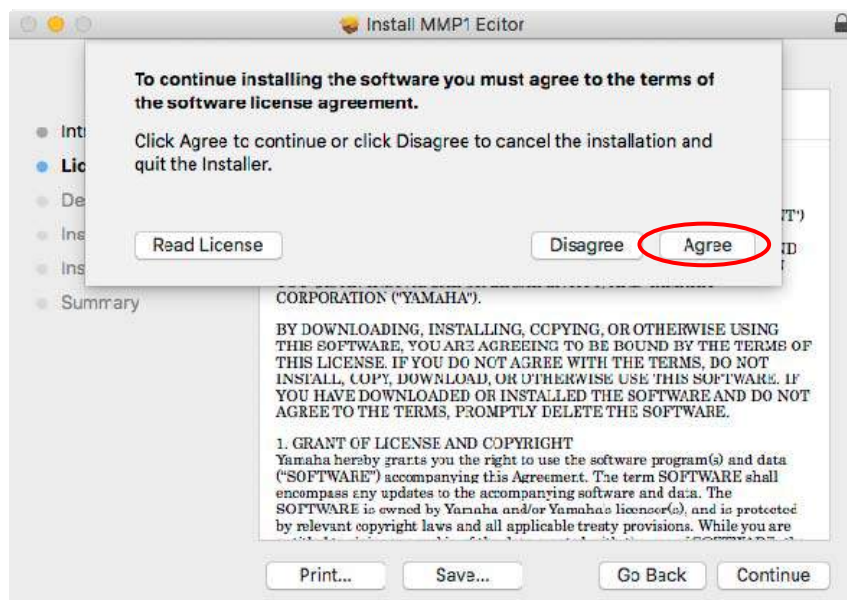 Install MMP1 Editor
To continue installing the software you must agree to the terms of
the software license agreement.
Click Agree to continue or click Disagree to cancel the installation and
quit the Installer.
Read License
Disagree
Agree
Int
Lic
De
Ins
Ins
Summary
CORPORATION ("YAMAHA").
BY DOWNLOADING, INSTALLING, COPYING, OR OTHERWISE USING
THIS SOFTWARE, YOU ARE AGREEING TO BE BOUND BY THE TERMS OF
THIS LICENSE. IF YOU DO NOT AGREE WITH THE TERMS, DO NOT
INSTALL, COPY, DOWNLOAD, OR OTHERWISE USE THIS SOFTWARE. IF
YOU HAVE DOWNLOADED OR INSTALLED THE SOFTWARE AND DO NOT
AGREE TO THE TERMS, PROMPTLY DELETE THE SOFTWARE.
1. GRANT OF LICENSE AND COPYRIGHT
Yamaha hereby grants you the right to use the software program(s) and data
("SOFTWARE") accompanying this Agreement. The term SOFTWARE shall
encompass any updates to the accompanying software and data. The
SOFTWARE is owned by Yamaha and/or Yamaha's licensor(s), and is protected
by relevant copyright laws and all applicable treaty provisions. While you are
Print...
Save...
Go Back
Continue